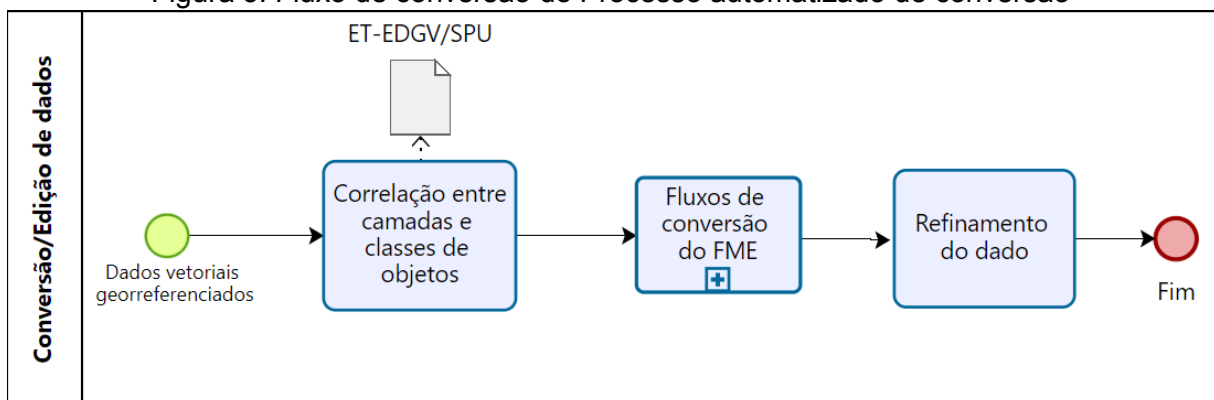 Conversão/Edição de dados
ET-EDGV/SPU
Dados vetoriais
georreferenciados
Correlação entre
camadas e
classes de
objetos
Fluxos de
conversão
do FME
Refinamento
do dado
Fim